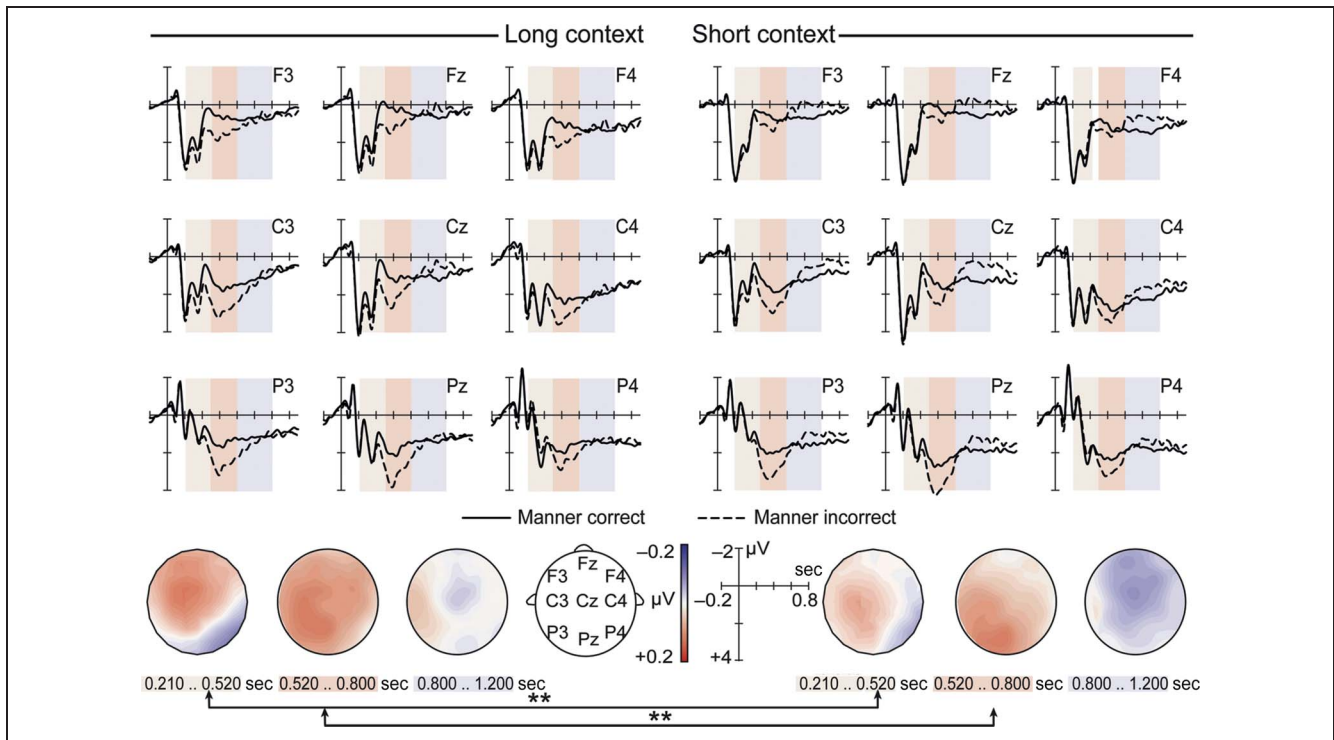 Long context Short context
F3 Fz F4 F3 Fz F4
C3 Cz C4 C3 Cz C4
P3 Pz P4 P3 Pz P4
Manner correct Manner incorrect
–0.2 –2 µV
Fz
sec
F3 F4
C3 Cz C4 µV –0.2 0.8
P3 Pz P4
+0.2 +4
0.210 .. 0.520 sec 0.520 .. 0.800 sec 0.800 .. 1.200 sec 0.210 .. 0.520 sec 0.520 .. 0.800 sec 0.800 .. 1.200 sec
**
**